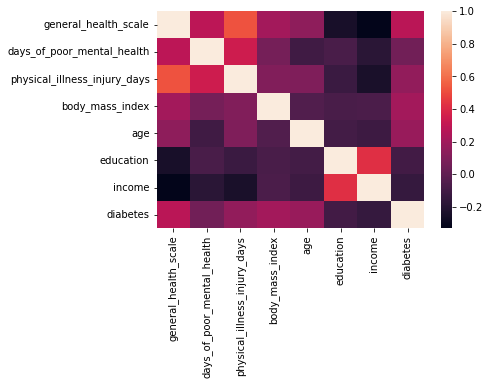 general_health_scale
days_of_poor_mental_health
physical_illness_injury_days
body_mass_index
age
education
income
diabetes
general_health_scale
days_of_poor_mental_health
physical_illness_injury_days
body_mass_index
age
education
income
diabetes
1.0
0.8
0.6
0.4
0.2
0.0
−0.2